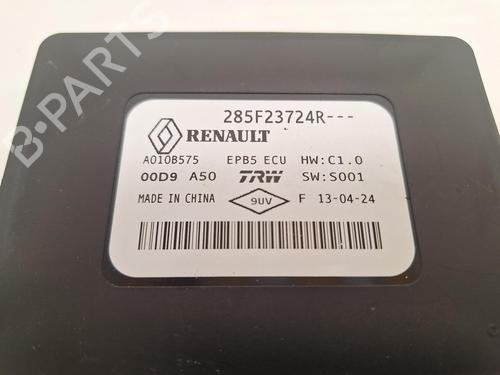 B-PARTS
285F23724R---
RENAULT
A010B575 EPB5 ECU HW:C1.0
00D9 A50 TRW SW:S001
MADE IN CHINA 9UV F 13-04-24